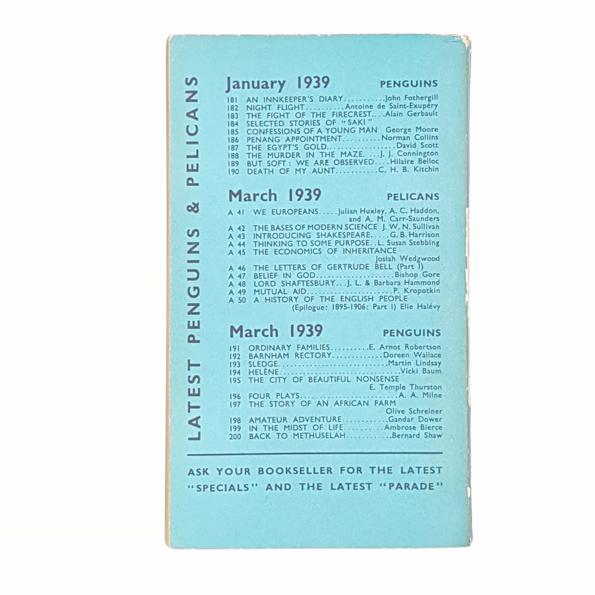 LATEST PENGUINS & PELICANS
January 1939 PENGUINS
181 AN INNKEEPER'S DIARY..........John Fothergill
182 NIGHT FLIGHT..........Antoine de Saint-Exupéry
183 THE FIGHT OF THE FIRECREST...Alain Gerbault
184 SELECTED STORIES OF "SAKI"
185 CONFESSIONS OF A YOUNG MAN George Moore
186 PENANG APPOINTMENT..........Norman Collins
187 THE EGYPT'S GOLD..........David Scott
188 THE MURDER IN THE MAZE....J. J. Connington
189 BUT SOFT: WE ARE OBSERVED....Hilaire Belloc
190 DEATH OF MY AUNT..........C. H. B. Kitchin
March 1939 PELICANS
A 41 WE EUROPEANS.....Julian Huxley, A. C. Haddon,
and A. M. Carr-Saunders
A 42 THE BASES OF MODERN SCIENCE J. W. N. Sullivan
A 43 INTRODUCING SHAKESPEARE.....G. B. Harrison
A 44 THINKING TO SOME PURPOSE..L. Susan Stebbing
A 45 THE ECONOMICS OF INHERITANCE
Josiah Wedgwood
A 46 THE LETTERS OF GERTRUDE BELL (Part I)
A 47 BELIEF IN GOD..........Bishop Gore
A 48 LORD SHAFTESBURY...J. L. & Barbara Hammond
A 49 MUTUAL AID..........P. Kropotkin
A 50 A HISTORY OF THE ENGLISH PEOPLE
(Epilogue: 1895-1906: Part I) Elie Halévy
March 1939 PENGUINS
191 ORDINARY FAMILIES..........E. Arnot Robertson
192 BARNHAM RECTORY..........Doreen Wallace
193 SLEDGE..........Martin Lindsay
194 HELENE..........Vicki Baum
195 THE CITY OF BEAUTIFUL NONSENSE
E. Temple Thurston
196 FOUR PLAYS..........A. A. Milne
197 THE STORY OF AN AFRICAN FARM
Olive Schreiner
198 AMATEUR ADVENTURE..........Gandar Dower
199 IN THE MIDST OF LIFE..........Ambrose Bierce
200 BACK TO METHUSELAH..........Bernard Shaw
ASK YOUR BOOKSELLER FOR THE LATEST
"SPECIALS" AND THE LATEST "PARADE"